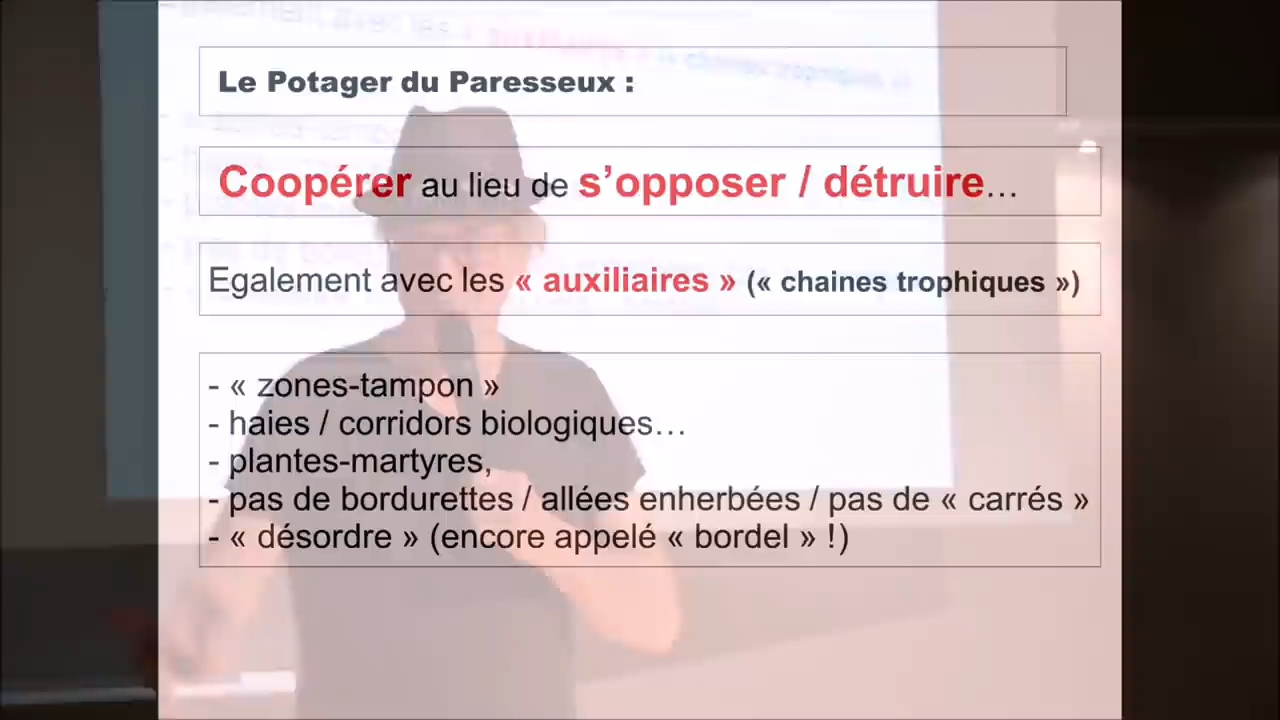 Le Potager du Paresseux :
Coopérer au lieu de s’opposer / détruire…
Egalement avec les « auxiliaires » (« chaines trophiques »)
- « zones-tampon »
- haies / corridors biologiques…
- plantes-martyres,
- pas de bordurettes / allées enherbées / pas de « carrés »
- « désordre » (encore appelé « bordel » !)